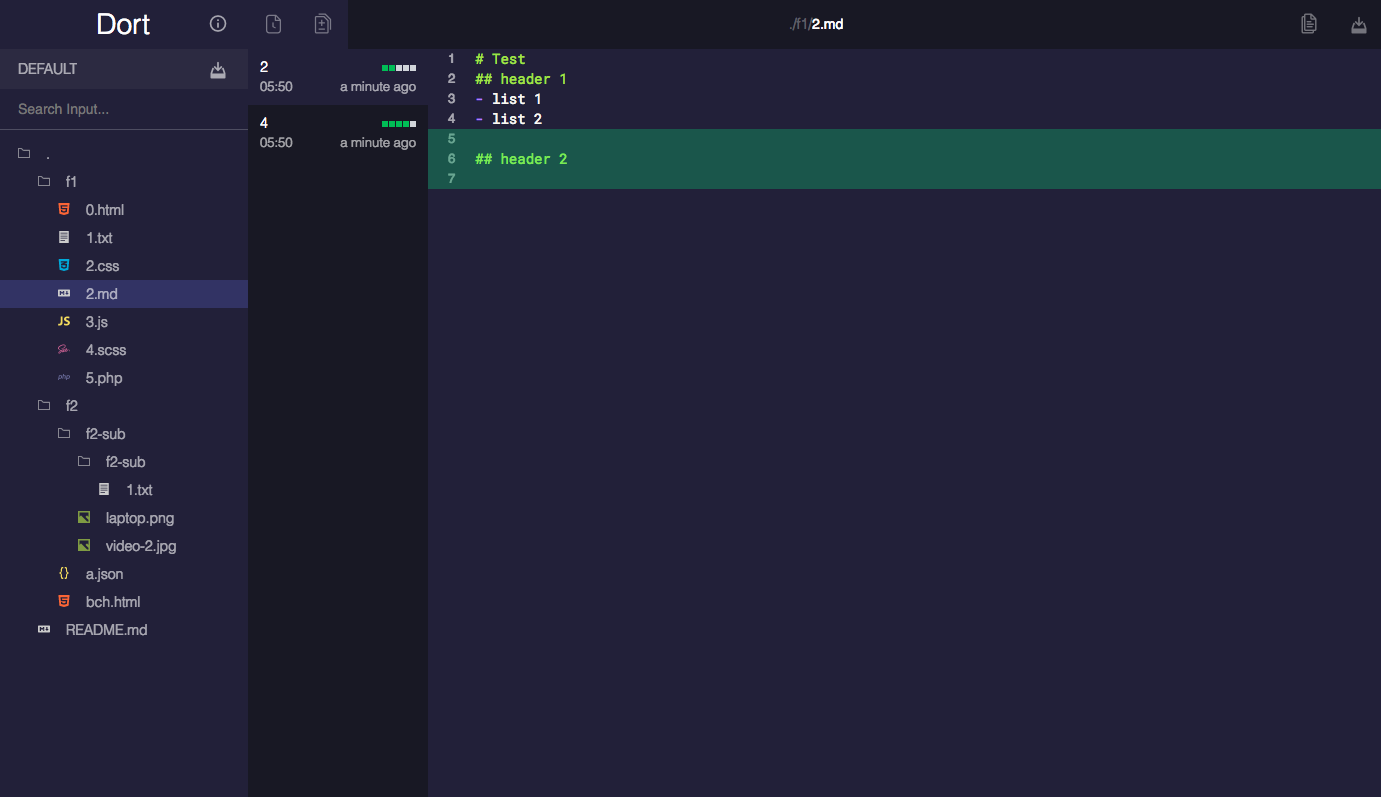 Dort
./f1/2.md
DEFAULT
Search Input...
.
f1
0.html
1.txt
2.css
2.md
JS 3.js
4.scss
php 5.php
f2
f2-sub
f2-sub
1.txt
laptop.png
video-2.jpg
{} a.json
bch.html
README.md
2
05:50 a minute ago
4
05:50 a minute ago
1 # Test
2 ## header 1
3 - list 1
4 - list 2
5
6 ## header 2
7